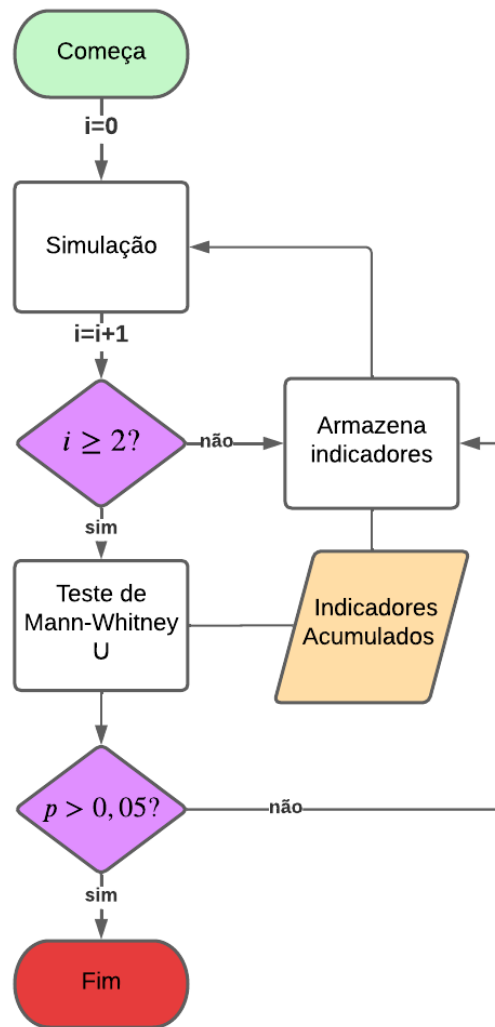 Começa
i=0
Simulação
i=i+1
i ≥ 2?
não
Armazena
indicadores
sim
Teste de
Mann-Whitney
U
Indicadores
Acumulados
p > 0, 05?
não
sim
Fim